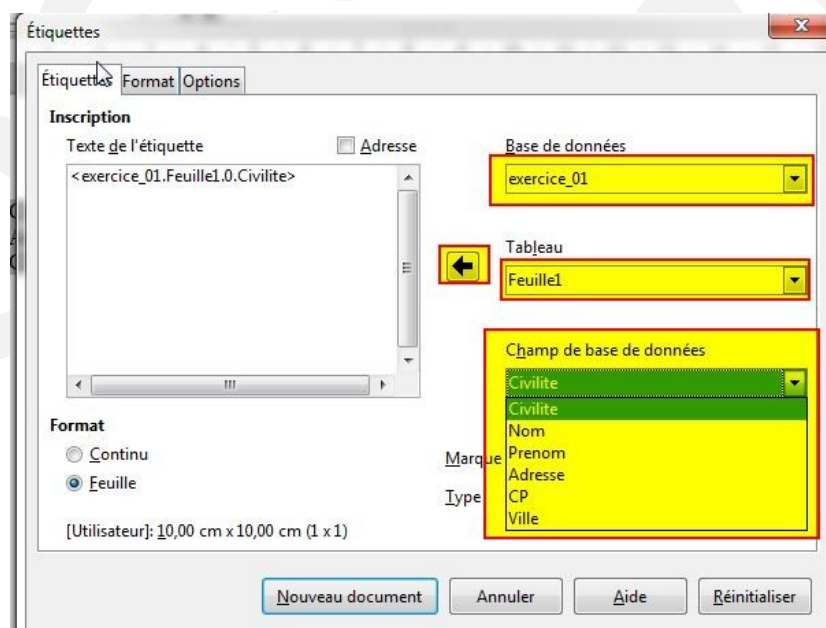 Étiquettes
Étiquettes Format Options
Inscription
Texte de l'étiquette
Adresse
<exercice_01.Feuille1.0.Civilite>
Base de données
exercice_01
Tableau
Feuille1
Champ de base de données
Civilite
Civilite
Nom
Prenom
Adresse
CP
Ville
Format
Continu
Feuille
Marque
Type
[Utilisateur]: 10,00 cm x 10,00 cm (1 x 1)
Nouveau document
Annuler
Aide
Réinitialiser